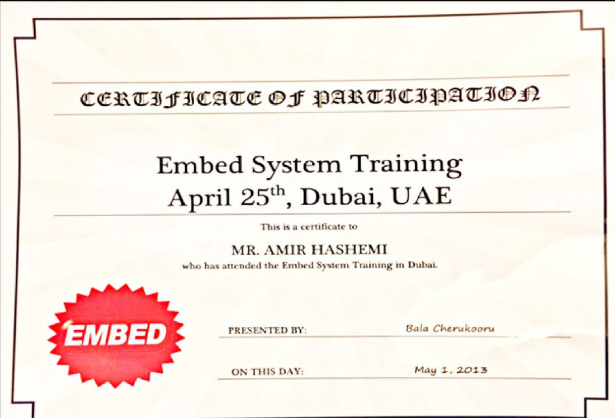 CERTIFICATE OF PARTICIPATION
Embed System Training
April 25th, Dubai, UAE
This is a certificate to
MR. AMIR HASHEMI
who has attended the Embed System Training in Dubai.
EMBED
PRESENTED BY: Bala Cherukooru
ON THIS DAY: May 1, 2013